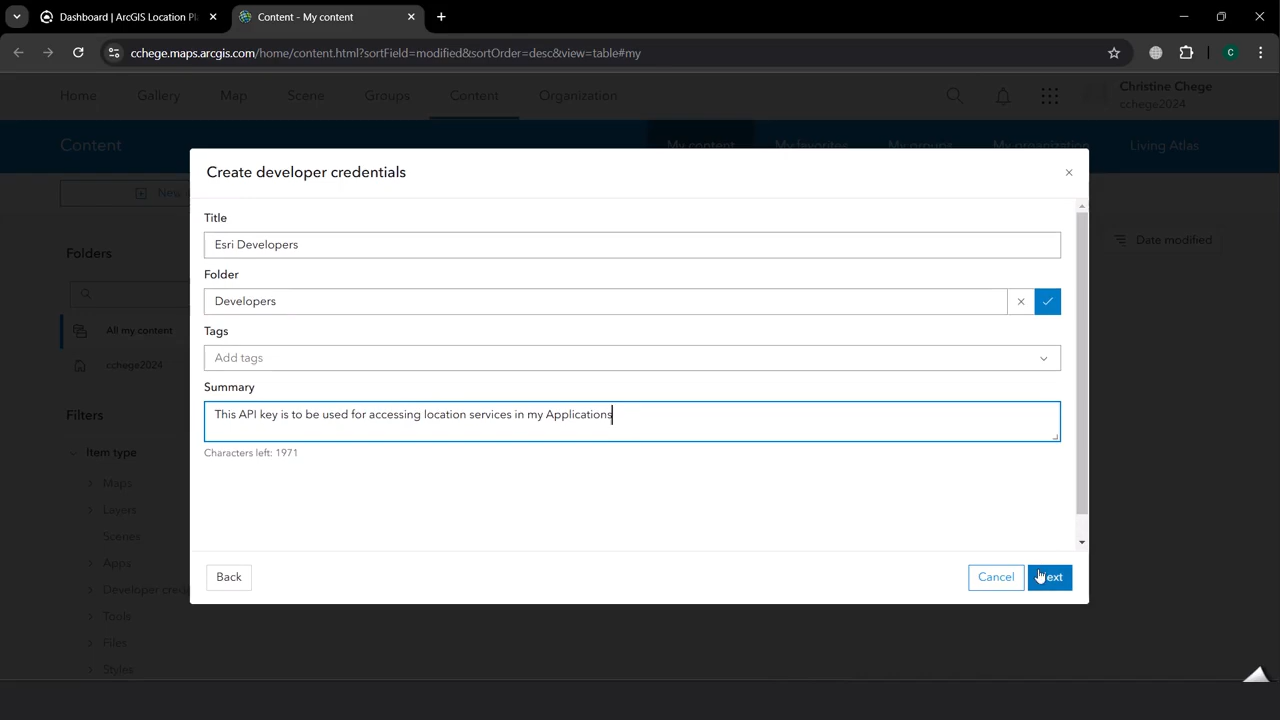 Dashboard | ArcGIS Location Pl
Content - My content
cchege.maps.arcgis.com/home/content.html?sortField=modified&sortOrder=desc&view=table#my
C
Home
Gallery
Map
Scene
Groups
Content
Organization
Christine Chege
cchege2024
Content
My content
My favorites
My groups
My organization
Living Atlas
New
Create developer credentials
Folders
Title
Esri Developers
Date modified
Folder
Developers
All my content
Tags
Add tags
cchege2024
Summary
This API key is to be used for accessing location services in my Applications
Filters
Characters left: 1971
Item type
Maps
Layers
Scenes
Apps
Developer cre
Tools
Files
Styles
Back
Cancel
ext